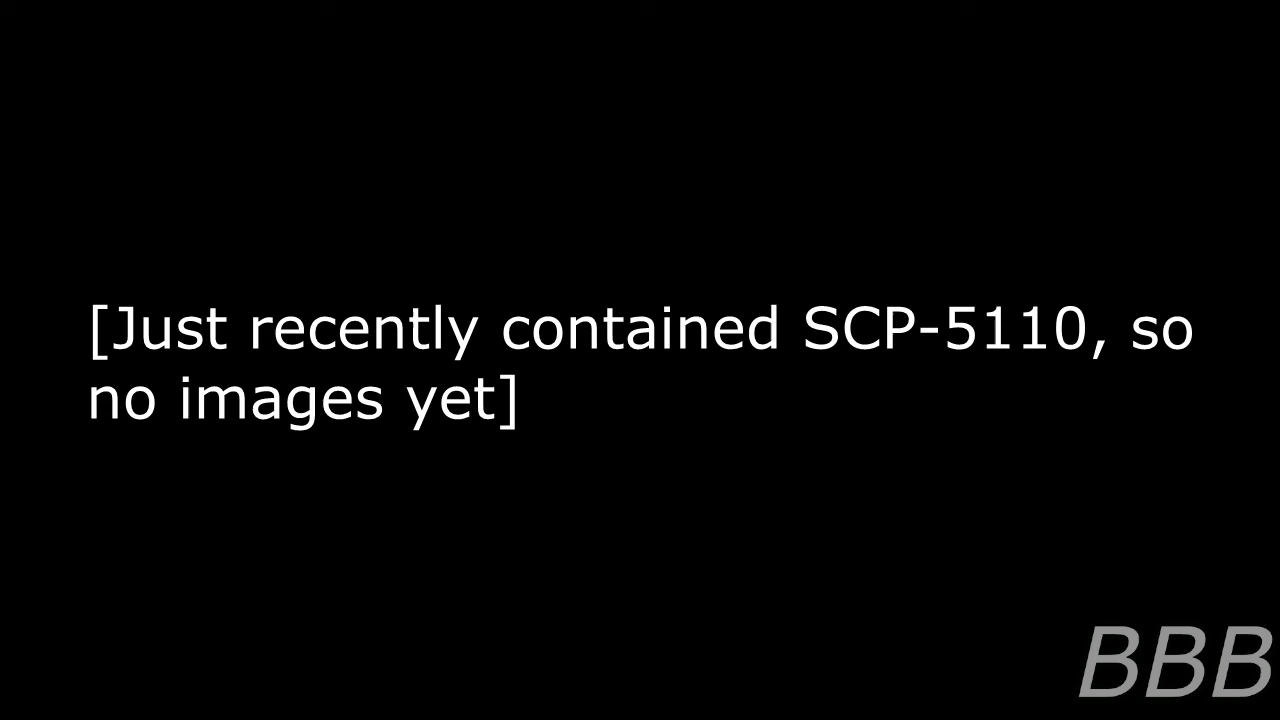 [Just recently contained SCP-5110, so
no images yet]
BBB